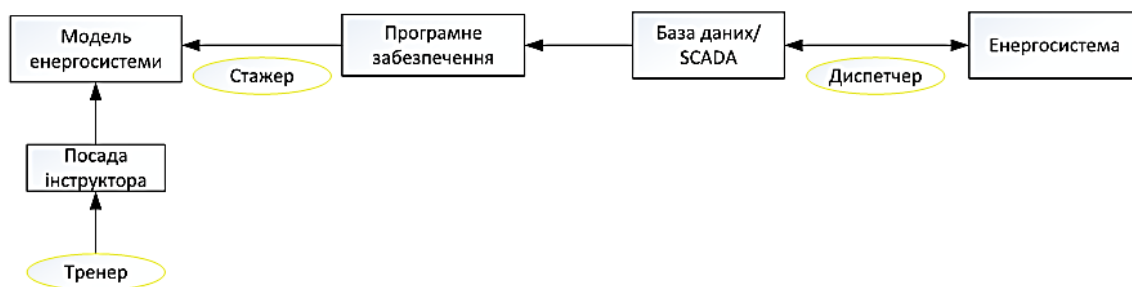 Модель
енергосистеми
Стажер
Програмне
забезпечення
База даних/
SCADA
Диспетчер
Енергосистема
Посада
інструктора
Тренер